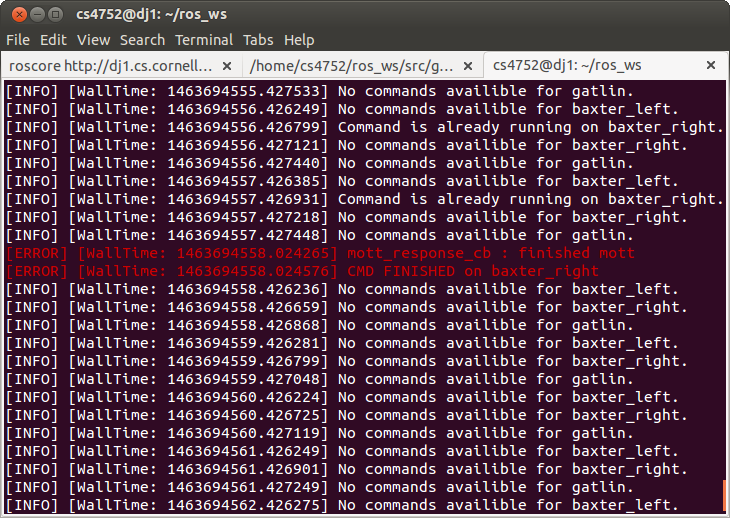 cs4752@dj1: ~/ros_ws
File Edit View Search Terminal Tabs Help
roscore http://dj1.cs.cornell... × /home/cs4752/ros_ws/src/g... × cs4752@dj1: ~/ros_ws ×
[INFO] [WallTime: 1463694555.427533] No commands availible for gatlin.
[INFO] [WallTime: 1463694556.426249] No commands availible for baxter_left.
[INFO] [WallTime: 1463694556.426799] Command is already running on baxter_right.
[INFO] [WallTime: 1463694556.427121] No commands availible for baxter_right.
[INFO] [WallTime: 1463694556.427440] No commands availible for gatlin.
[INFO] [WallTime: 1463694557.426385] No commands availible for baxter_left.
[INFO] [WallTime: 1463694557.426931] Command is already running on baxter_right.
[INFO] [WallTime: 1463694557.427218] No commands availible for baxter_right.
[INFO] [WallTime: 1463694557.427448] No commands availible for gatlin.
[ERROR] [WallTime: 1463694558.024265] mott_response_cb : finished mott
[ERROR] [WallTime: 1463694558.024576] CMD FINISHED on baxter_right
[INFO] [WallTime: 1463694558.426236] No commands availible for baxter_left.
[INFO] [WallTime: 1463694558.426659] No commands availible for baxter_right.
[INFO] [WallTime: 1463694558.426868] No commands availible for gatlin.
[INFO] [WallTime: 1463694559.426281] No commands availible for baxter_left.
[INFO] [WallTime: 1463694559.426799] No commands availible for baxter_right.
[INFO] [WallTime: 1463694559.427048] No commands availible for gatlin.
[INFO] [WallTime: 1463694560.426224] No commands availible for baxter_left.
[INFO] [WallTime: 1463694560.426725] No commands availible for baxter_right.
[INFO] [WallTime: 1463694560.427119] No commands availible for gatlin.
[INFO] [WallTime: 1463694561.426249] No commands availible for baxter_left.
[INFO] [WallTime: 1463694561.426901] No commands availible for baxter_right.
[INFO] [WallTime: 1463694561.427249] No commands availible for gatlin.
[INFO] [WallTime: 1463694562.426275] No commands availible for baxter_left.